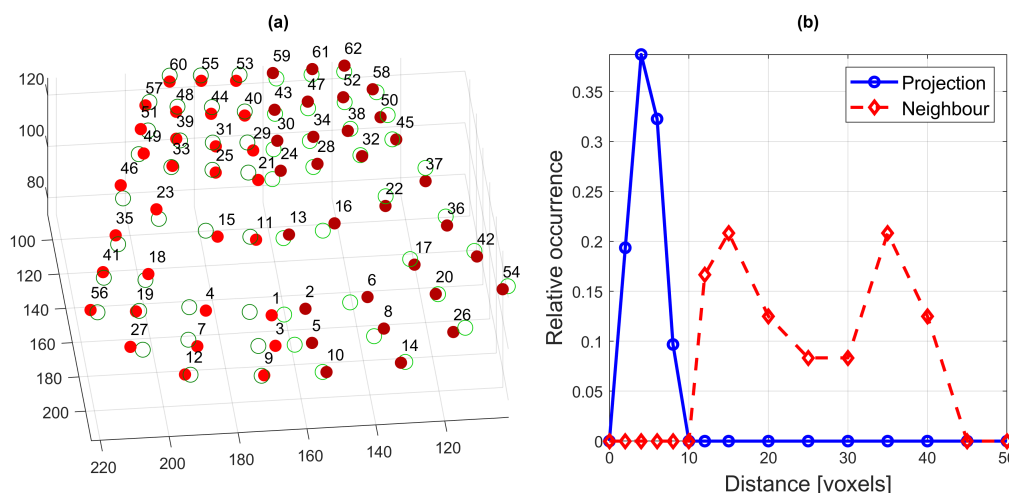 (a)
60 55 53 59 61 62
57 48 44 40 43 47 52 58
51 39 31 29 30 34 38 50
49 33 25 21 24 28 32 45
46 23 22 37
35 15 11 13 16 36
41 18 17 42
56 19 4 1 2 6 20 54
27 7 3 5 8 26
12 9 10 14
120
100
80
100
120
140
160
180
200
220 200 180 160 140 120
(b)
Projection
Neighbour
Relative occurrence
0.35
0.3
0.25
0.2
0.15
0.1
0.05
0
0 10 20 30 40 50
Distance [voxels]